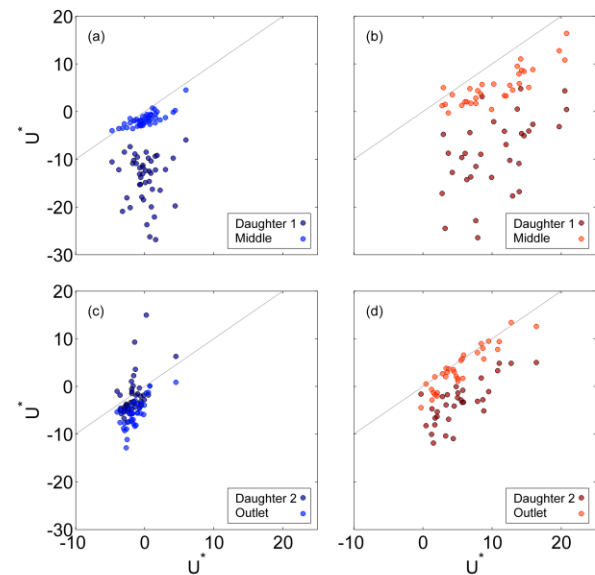 20
10
0
-10
-20
-30
U*
(a)
Daughter 1
Middle
(b)
Daughter 1
Middle
20
10
0
-10
-20
-30
U*
(c)
Daughter 2
Outlet
(d)
Daughter 2
Outlet
-10 0 10 20
-10 0 10 20
U*
U*